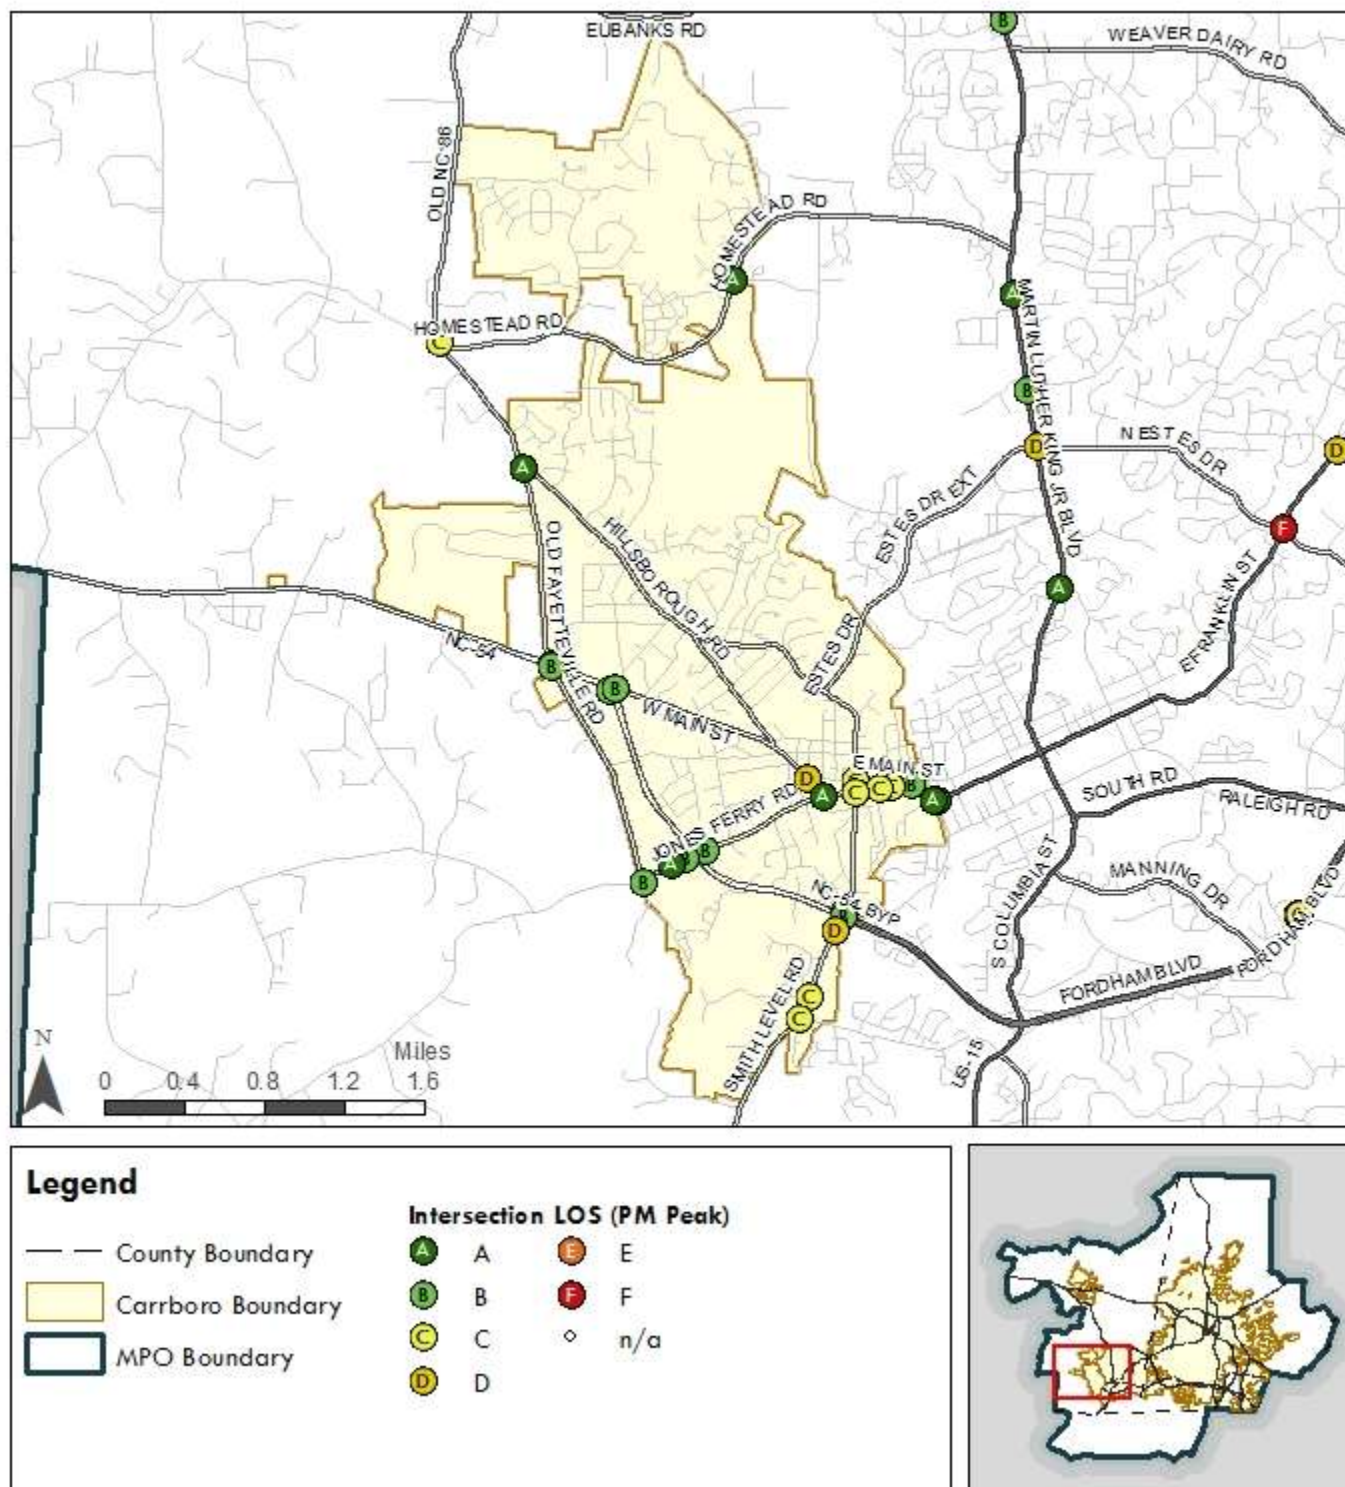 EUBANKS RD
B
WEAVER DAIRY RD
OLD NC 86
HOMESTEAD RD
A
A
MARTIN LUTHER KING JR BLVD
HOMESTEAD RD
C
B
D
N ESTES DR
D
A
ESTES DR EXT
HILLSBOROUGH RD
OLD FAYETTEVILLE RD
F
A
E FRANKLIN ST
ESTES DR
NC-54
B
B
W MAIN ST
E MAIN ST
D
A
C
C
B
A
SOUTH RD
RALEIGH RD
JONES FERRY RD
B
A
B
B
MANNING DR
S COLUMBIA ST
NC-54 BYP
B
D
C
FORDHAM BLVD
FORDHAM BLVD
SMITH LEVEL RD
C
C
US-15
N
Miles
0 0.4 0.8 1.2 1.6
Legend
County Boundary
Carrboro Boundary
MPO Boundary
Intersection LOS (PM Peak)
A A
B B
C C
D D
E E
F F
n/a